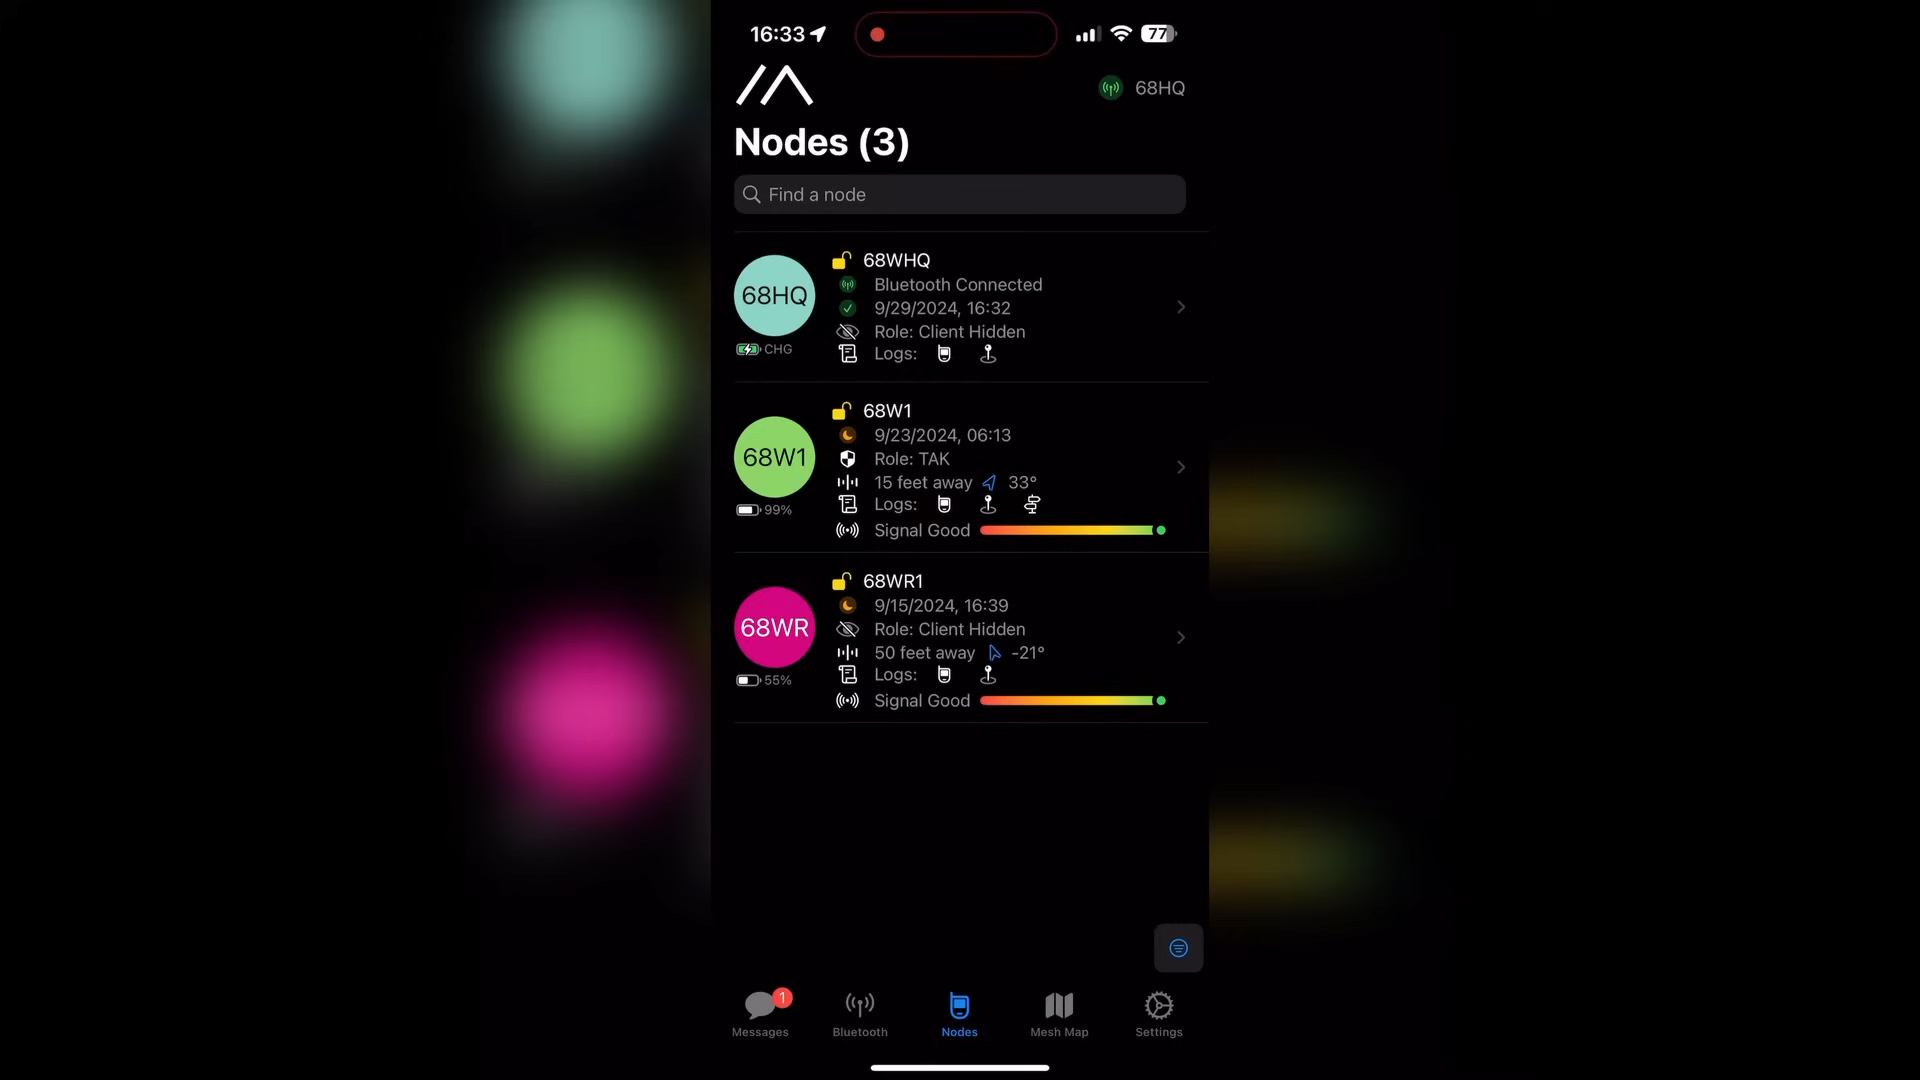 16:33
77
68HQ
Nodes (3)
Find a node
68HQ
CHG
68WHQ
Bluetooth Connected
9/29/2024, 16:32
Role: Client Hidden
Logs:
68W1
99%
68W1
9/23/2024, 06:13
Role: TAK
15 feet away 33°
Logs:
Signal Good
68WR
55%
68WR1
9/15/2024, 16:39
Role: Client Hidden
50 feet away -21°
Logs:
Signal Good
1
Messages
Bluetooth
Nodes
Mesh Map
Settings